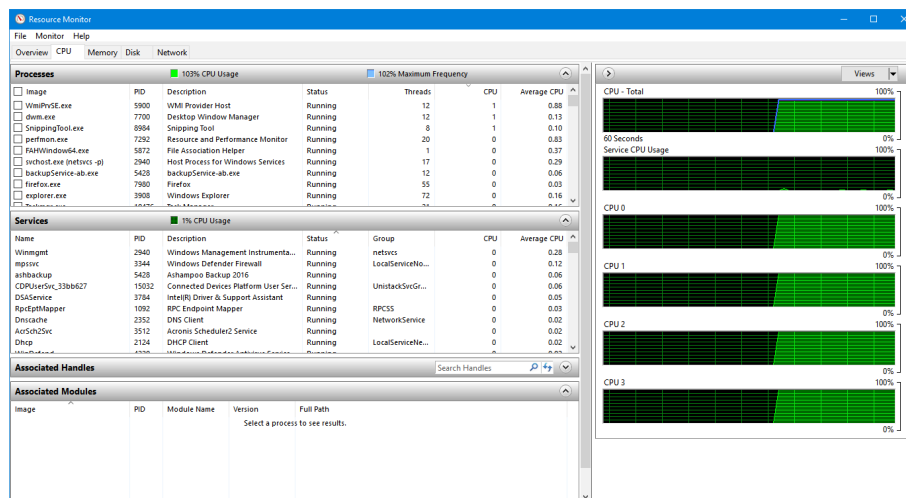 Resource Monitor
File Monitor Help
Overview CPU Memory Disk Network
Processes 103% CPU Usage 102% Maximum Frequency
Image PID Description Status Threads CPU Average CPU
WmiPrvSE.exe 5900 WMI Provider Host Running 12 1 0.88
dwm.exe 7700 Desktop Window Manager Running 12 1 0.13
SnippingTool.exe 8984 Snipping Tool Running 8 1 0.10
perfmon.exe 7292 Resource and Performance Monitor Running 20 0 0.83
FAHWindow64.exe 5872 File Association Helper Running 1 0 0.37
svchost.exe (netsvcs -p) 2940 Host Process for Windows Services Running 17 0 0.29
backupService-ab.exe 5428 backupService-ab.exe Running 12 0 0.06
firefox.exe 7980 Firefox Running 55 0 0.03
explorer.exe 3908 Windows Explorer Running 72 0 0.16
Services 1% CPU Usage
Name PID Description Status Group CPU Average CPU
Winmgmt 2940 Windows Management Instrumenta... Running netsvcs 0 0.28
mpssvc 3344 Windows Defender Firewall Running LocalServiceNo... 0 0.12
ashbackup 5428 Ashampoo Backup 2016 Running 0 0.06
CDPUserSvc_33bb627 15032 Connected Devices Platform User Ser... Running UnistackSvcGr... 0 0.06
DSAService 3784 Intel(R) Driver & Support Assistant Running 0 0.05
RpcEptMapper 1092 RPC Endpoint Mapper Running RPCSS 0 0.03
Dnscache 2352 DNS Client Running NetworkService 0 0.02
AcrSch2Svc 3512 Acronis Scheduler2 Service Running 0 0.02
Dhcp 2124 DHCP Client Running LocalServiceNe... 0 0.02
Associated Handles Search Handles
Associated Modules
Image PID Module Name Version Full Path
Select a process to see results.
Views
CPU - Total 100%
60 Seconds 0%
Service CPU Usage 100%
0%
CPU 0 100%
0%
CPU 1 100%
0%
CPU 2 100%
0%
CPU 3 100%
0%